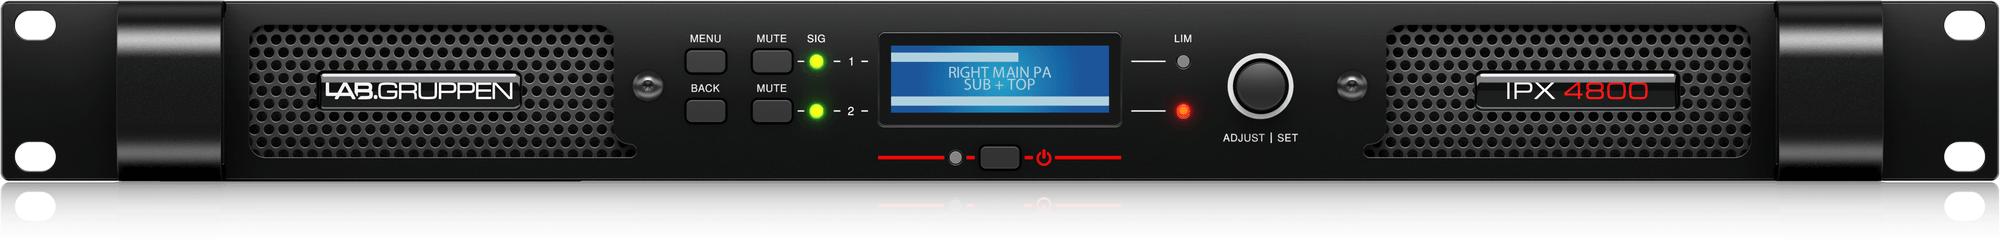 LAB.GRUPPEN
MENU
MUTE
SIG
1
BACK
MUTE
2
RIGHT MAIN PA
SUB + TOP
LIM
ADJUST | SET
IPX 4800